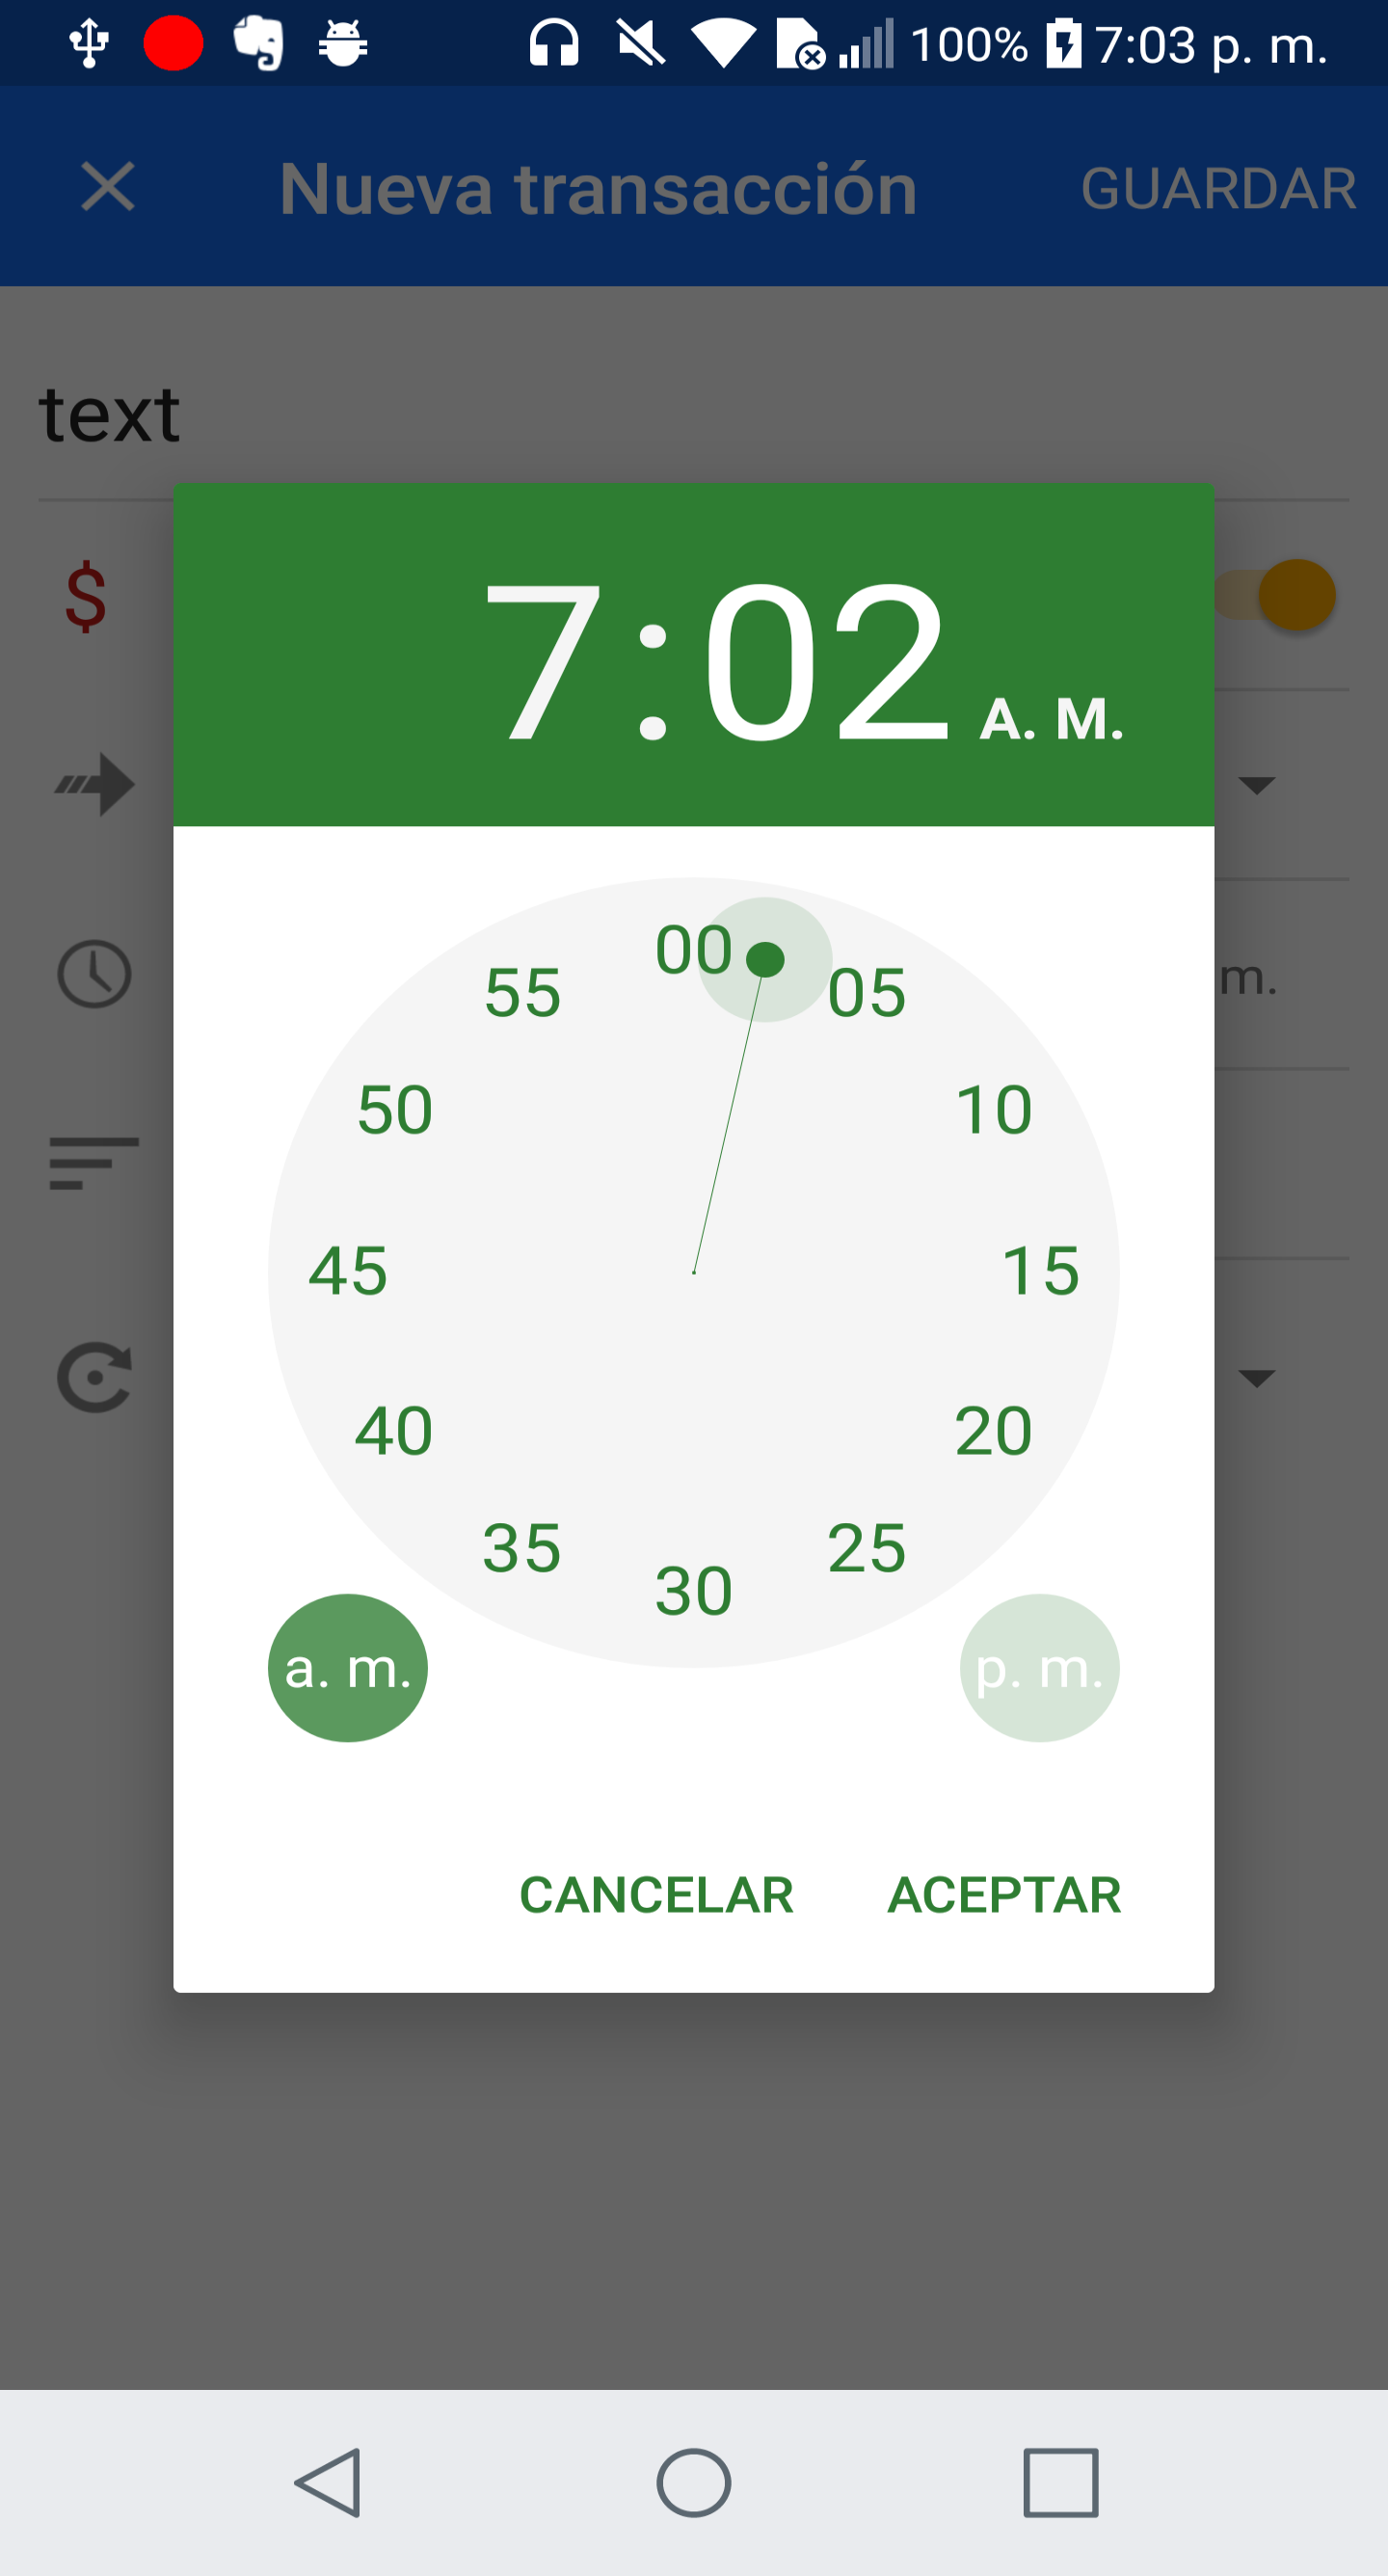 100% 7:03 p. m.
Nueva transacción GUARDAR
text
$
7:02 A. M.
00
55 05
50 10
m.
45 15
40 20
35 25
30
a. m. p. m.
CANCELAR ACEPTAR